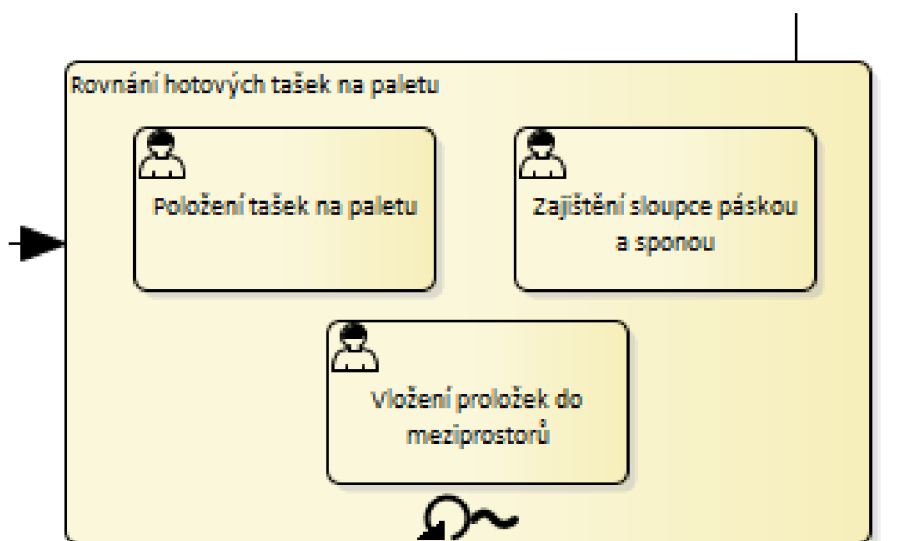 Rovnání hotových tašek na paletu
Položení tašek na paletu
Zajištění sloupce páskou
a sponou
Vložení proložek do
meziprostorů